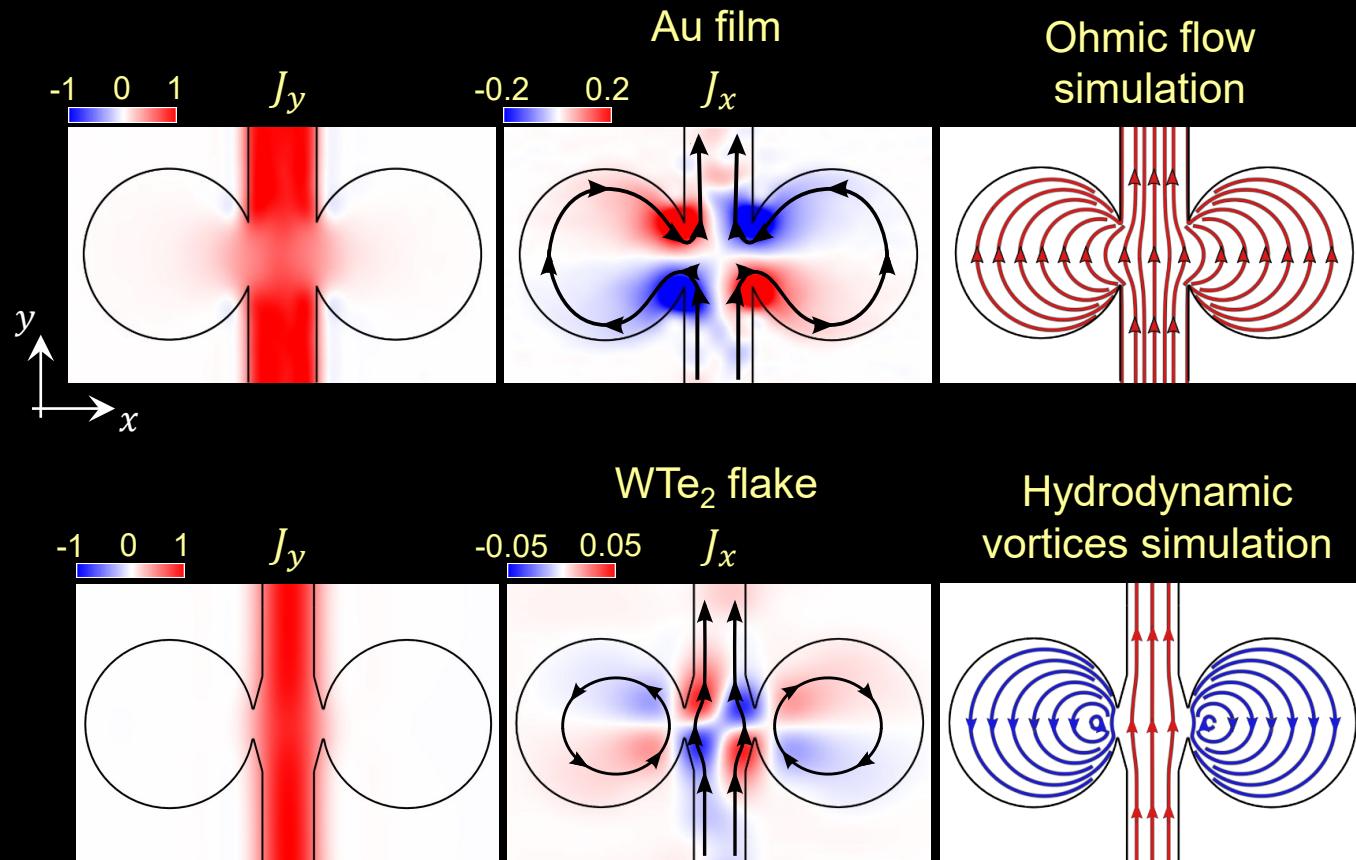 Au film
Ohmic flow
simulation
-1 0 1
J_y
-0.2 0.2
J_x
y
x
WTe₂ flake
Hydrodynamic
vortices simulation
-1 0 1
J_y
-0.05 0.05
J_x